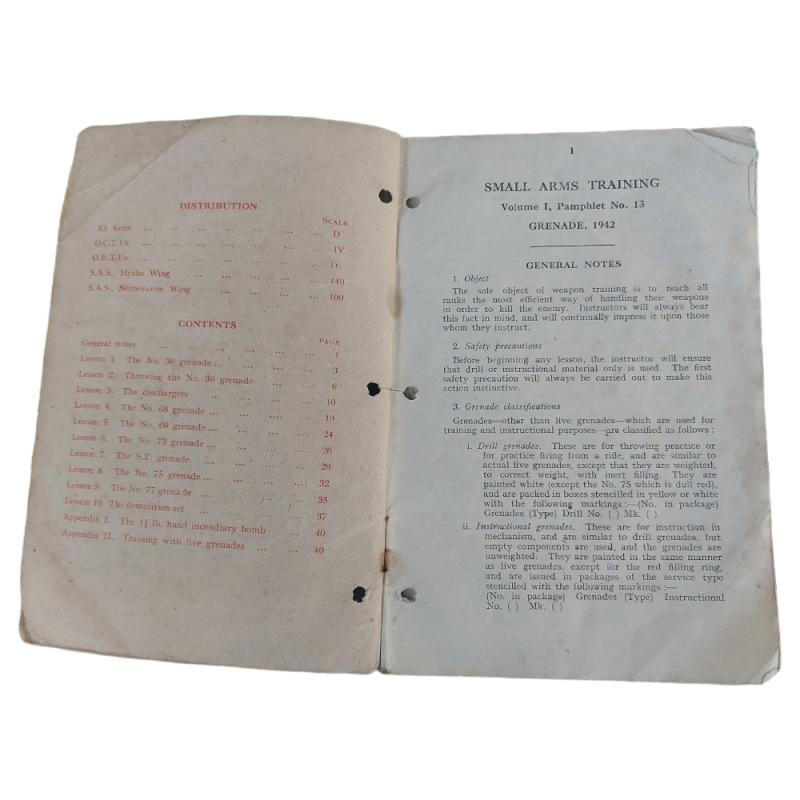 DISTRIBUTION
SCALE
All Arms ... ... ... ... ... ... D
O.C.T.Us. ... ... ... ... ... ... IV
O.R.T.Us. ... ... ... ... ... ... D
S.A.S., Hythe Wing ... ... ... ... 140
S.A.S., Netheravon Wing ... ... ... 100
CONTENTS
PAGE
General notes ... ... ... ... ... 1
Lesson 1. The No. 36 grenade ... ... ... ... 3
Lesson 2. Throwing the No. 36 grenade ... ... 6
Lesson 3. The dischargers ... ... ... ... 10
Lesson 4. The No. 68 grenade ... ... ... ... 19
Lesson 5. The No. 69 grenade ... ... ... ... 24
Lesson 6. The No. 73 grenade ... ... ... ... 26
Lesson 7. The S.T. grenade ... ... ... ... 29
Lesson 8. The No. 75 grenade ... ... ... ... 32
Lesson 9. The No. 77 grenade ... ... ... ... 35
Lesson 10. The demolition set ... ... ... ... 37
Appendix I. The 1½ lb. hand incendiary bomb ... 40
Appendix II. Training with live grenades ... ... 40
1
SMALL ARMS TRAINING
Volume I, Pamphlet No. 13
GRENADE, 1942
GENERAL NOTES
1. Object
The sole object of weapon training is to teach all
ranks the most efficient way of handling their weapons
in order to kill the enemy. Instructors will always bear
this fact in mind, and will continually impress it upon those
whom they instruct.
2. Safety precautions
Before beginning any lesson, the instructor will ensure
that drill or instructional material only is used. The first
safety precaution will always be carried out to make this
action instinctive.
3. Grenade classifications
Grenades—other than live grenades—which are used for
training and instructional purposes—are classified as follows :
i. Drill grenades. These are for throwing practice or
for practice firing from a rifle, and are similar to
actual live grenades, except that they are weighted,
to correct weight, with inert filling. They are
painted white (except the No. 75 which is dull red),
and are packed in boxes stencilled in yellow or white
with the following markings :—(No. in package)
Grenades (Type) Drill No. ( ) Mk. ( )
ii. Instructional grenades. These are for instruction in
mechanism, and are similar to drill grenades, but
empty components are used, and the grenades are
unweighted. They are painted in the same manner
as live grenades, except for the red filling ring,
and are issued in packages of the service type
stencilled with the following markings :—
(No. in package) Grenades (Type) Instructional
No. ( ) Mk. ( )